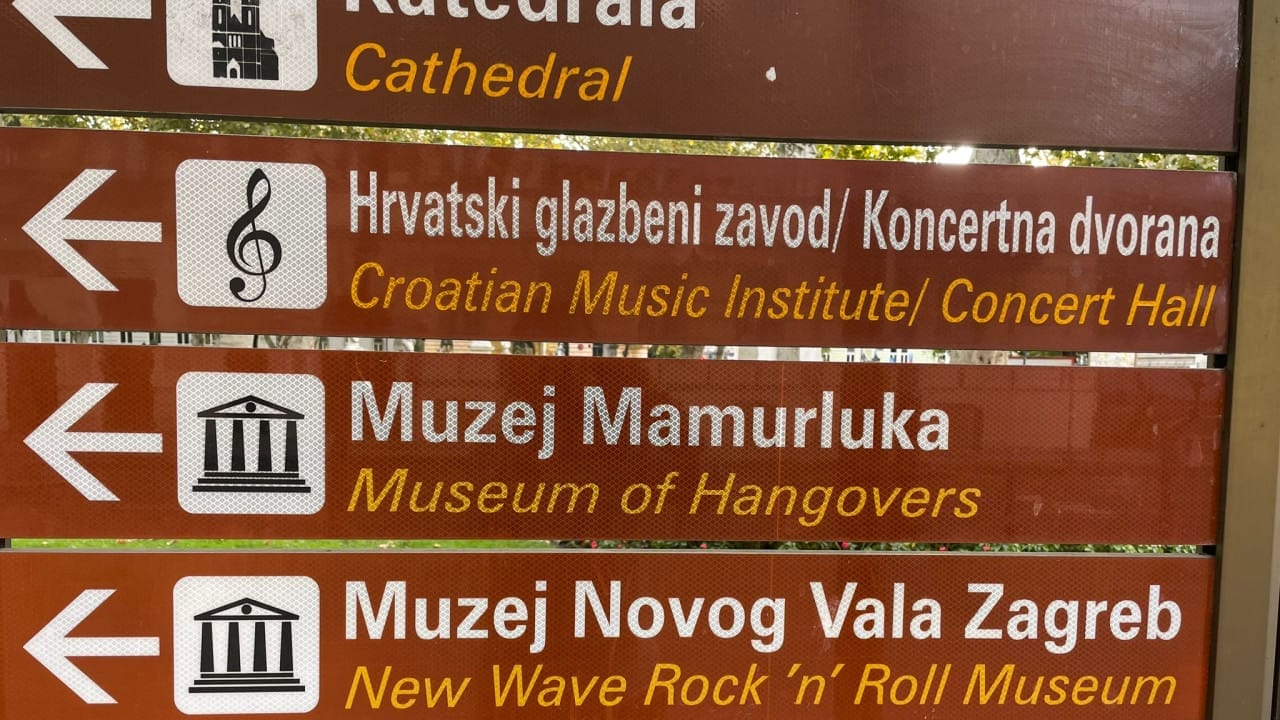 Katedrala
Cathedral
Hrvatski glazbeni zavod/ Koncertna dvorana
Croatian Music Institute/ Concert Hall
Muzej Mamurluka
Museum of Hangovers
Muzej Novog Vala Zagreb
New Wave Rock ’n’ Roll Museum